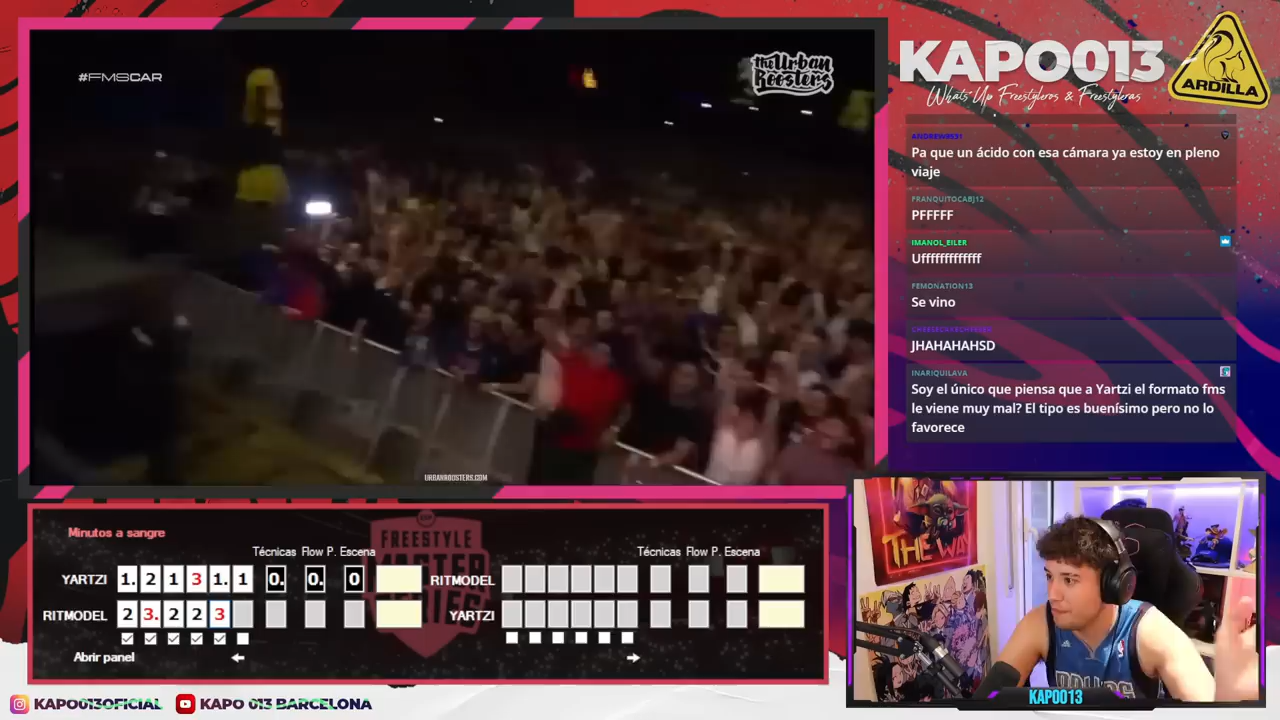 #FMSCAR
the Urban
Roosters
KAPO013
What's Up Freestyleros & Freestyleras
ARDILLA
Pa que un ácido con esa cámara ya estoy en pleno
viaje
FRANQUITOCABJ12
PFFFFF
IMANOL_EILER
Uffffffffffffff
FEMONATION13
Se vino
JHAHAHAHSD
INARIQUILAVA
Soy el único que piensa que a Yartzi el formato fms
le viene muy mal? El tipo es buenísimo pero no lo
favorece
URBANROOSTERS.COM
Minutos a sangre
FREESTYLE
Técnicas Flow P. Escena
Técnicas Flow P. Escena
YARTZI 1. 2 1 3 1. 1 0. 0. 0
RITMODEL
RITMODEL 2 3. 2 2 3
YARTZI
Abrir panel
THE WAY
DALLAS
KAPO013
KAPO013OFICIAL
KAPO 013 BARCELONA